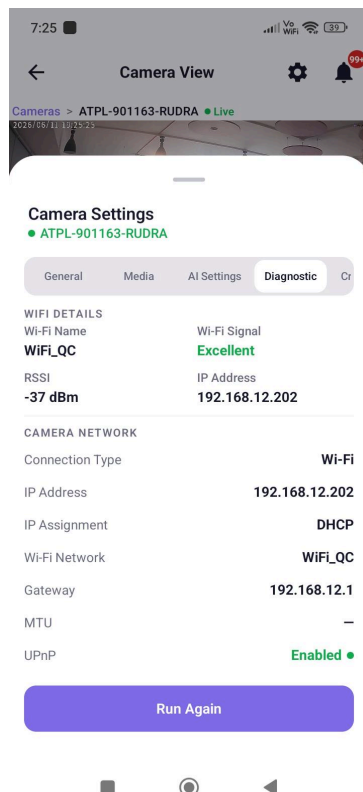 7:25
Vo
WiFi
39
Camera View
99+
Cameras > ATPL-901163-RUDRA ● Live
2026/06/11 10:25:25
Camera Settings
● ATPL-901163-RUDRA
General Media AI Settings Diagnostic Cr
WIFI DETAILS
Wi-Fi Name Wi-Fi Signal
WiFi_QC Excellent
RSSI IP Address
-37 dBm 192.168.12.202
CAMERA NETWORK
Connection Type Wi-Fi
IP Address 192.168.12.202
IP Assignment DHCP
Wi-Fi Network WiFi_QC
Gateway 192.168.12.1
MTU —
UPnP Enabled ●
Run Again